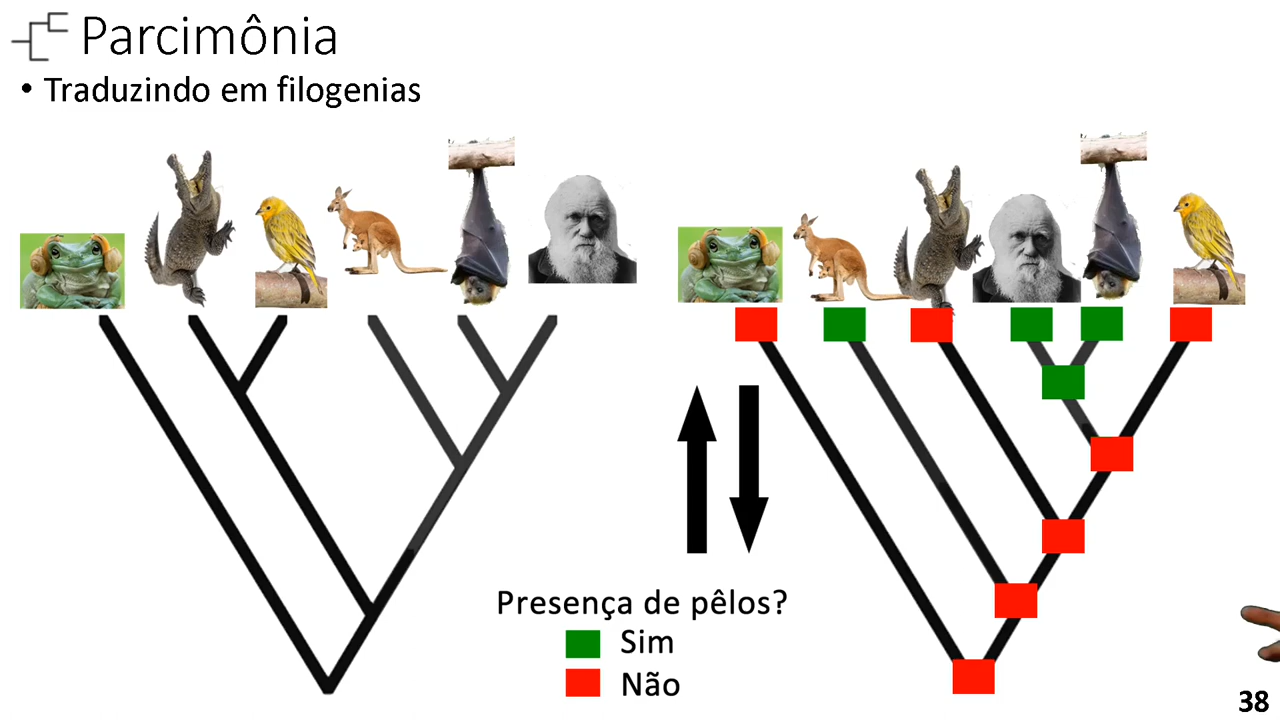 Parcimônia
• Traduzindo em filogenias
Presença de pêlos?
Sim
Não
38